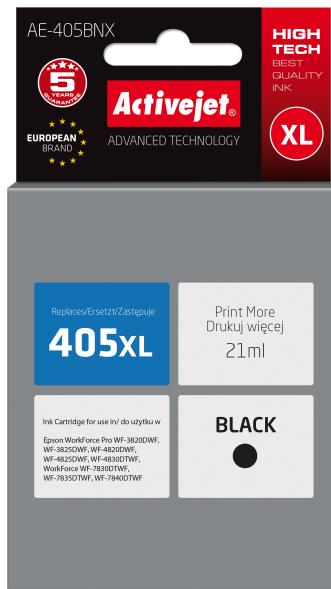 AE-405BNX
HIGH
TECH
BEST
QUALITY
INK
5
YEARS
GUARANTEE
Activejet®
EUROPEAN
BRAND
ADVANCED TECHNOLOGY
XL
Replaces/Ersetzt/Zastępuje
405XL
Print More
Drukuj więcej
21ml
Ink Cartridge for use in/ do użytku w
Epson WorkForce Pro WF-3820DWF,
WF-3825DWF, WF-4820DWF,
WF-4825DWF, WF-4830DTWF,
WorkForce WF-7830DTWF,
WF-7835DTWF, WF-7840DTWF
BLACK